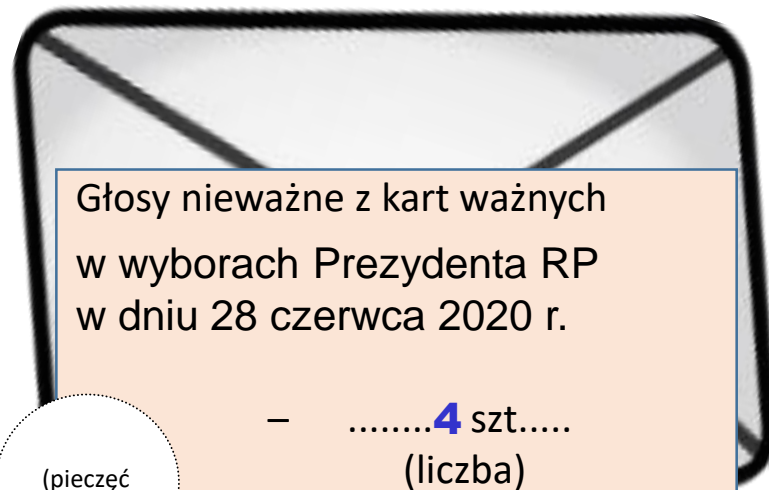 Głosy nieważne z kart ważnych
w wyborach Prezydenta RP
w dniu 28 czerwca 2020 r.
– ........4 szt.....
(liczba)
(pieczęć